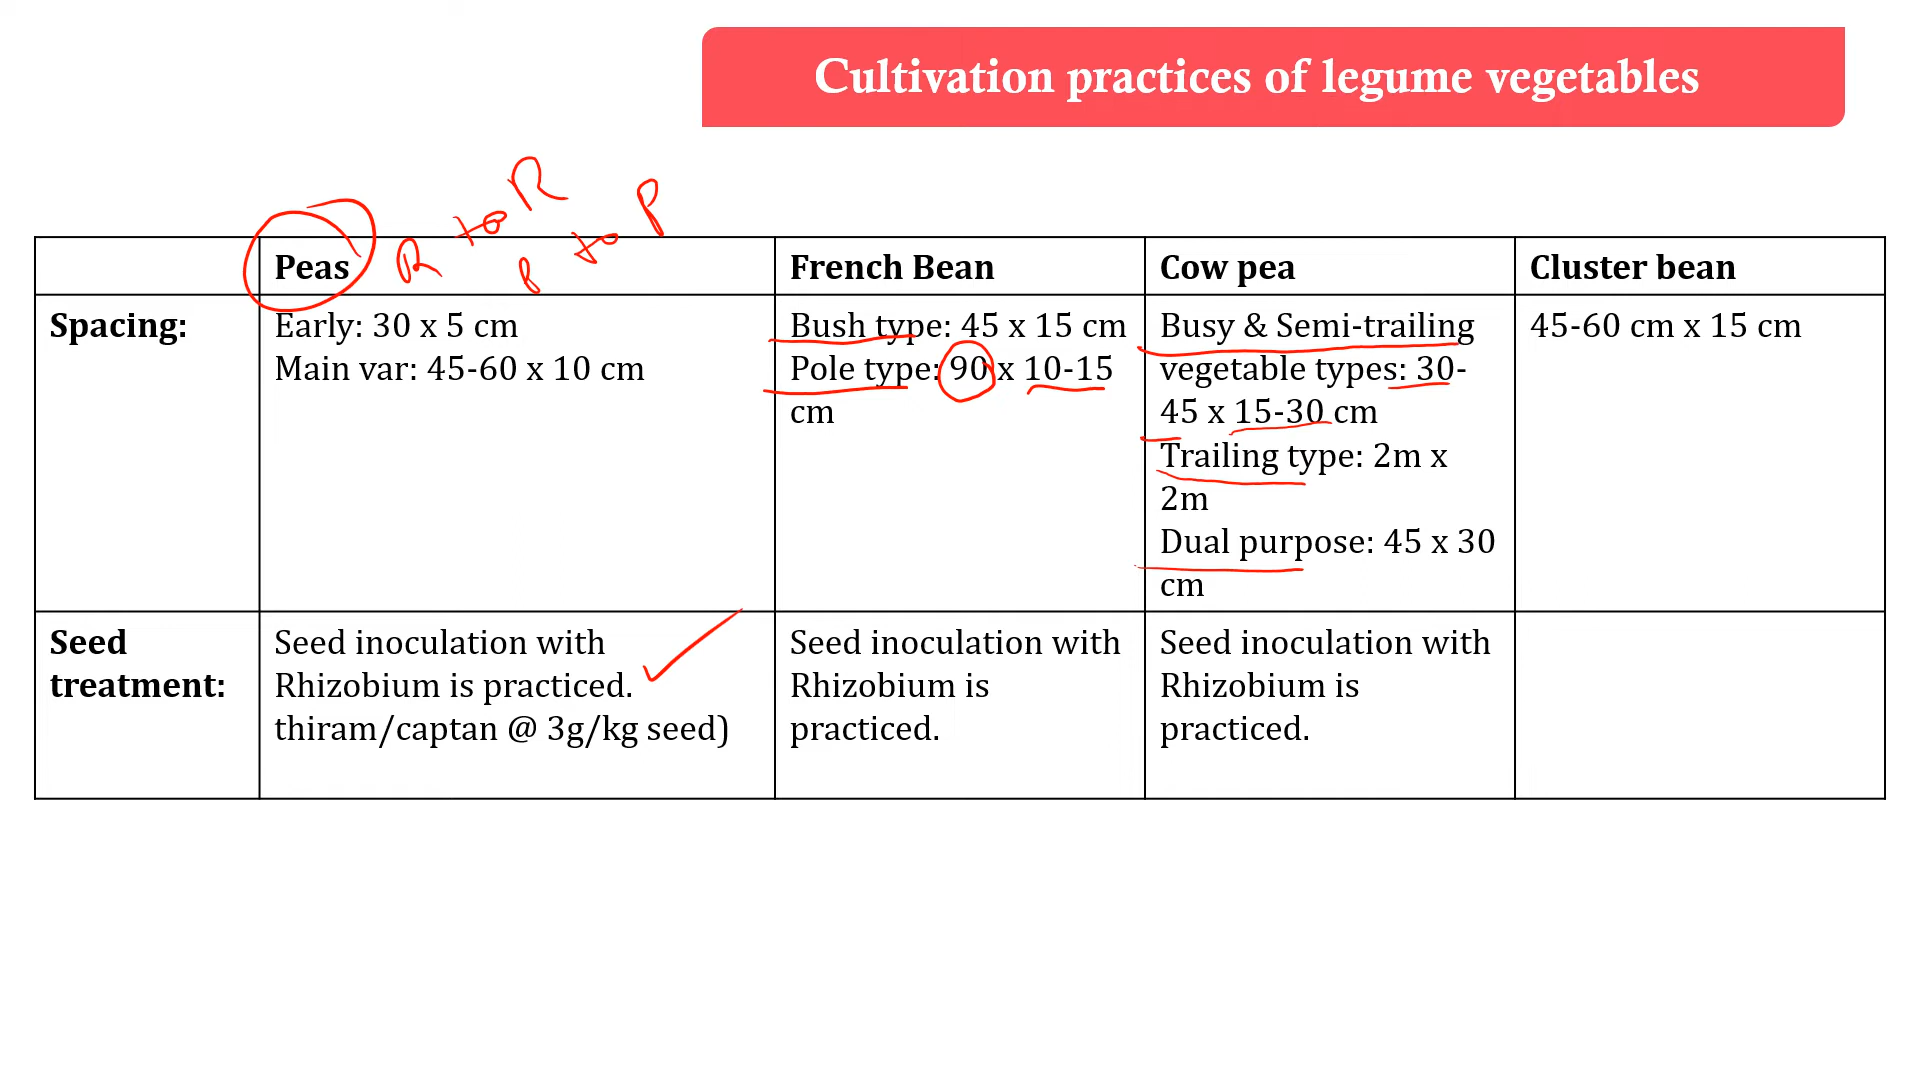 Cultivation practices of legume vegetables
R to R
P to P
Peas
French Bean
Cow pea
Cluster bean
Spacing:
Early: 30 x 5 cm
Main var: 45-60 x 10 cm
Bush type: 45 x 15 cm
Pole type: 90 x 10-15
cm
Busy & Semi-trailing
vegetable types: 30-
45 x 15-30 cm
Trailing type: 2m x
2m
Dual purpose: 45 x 30
cm
45-60 cm x 15 cm
Seed
treatment:
Seed inoculation with
Rhizobium is practiced.
thiram/captan @ 3g/kg seed)
Seed inoculation with
Rhizobium is
practiced.
Seed inoculation with
Rhizobium is
practiced.